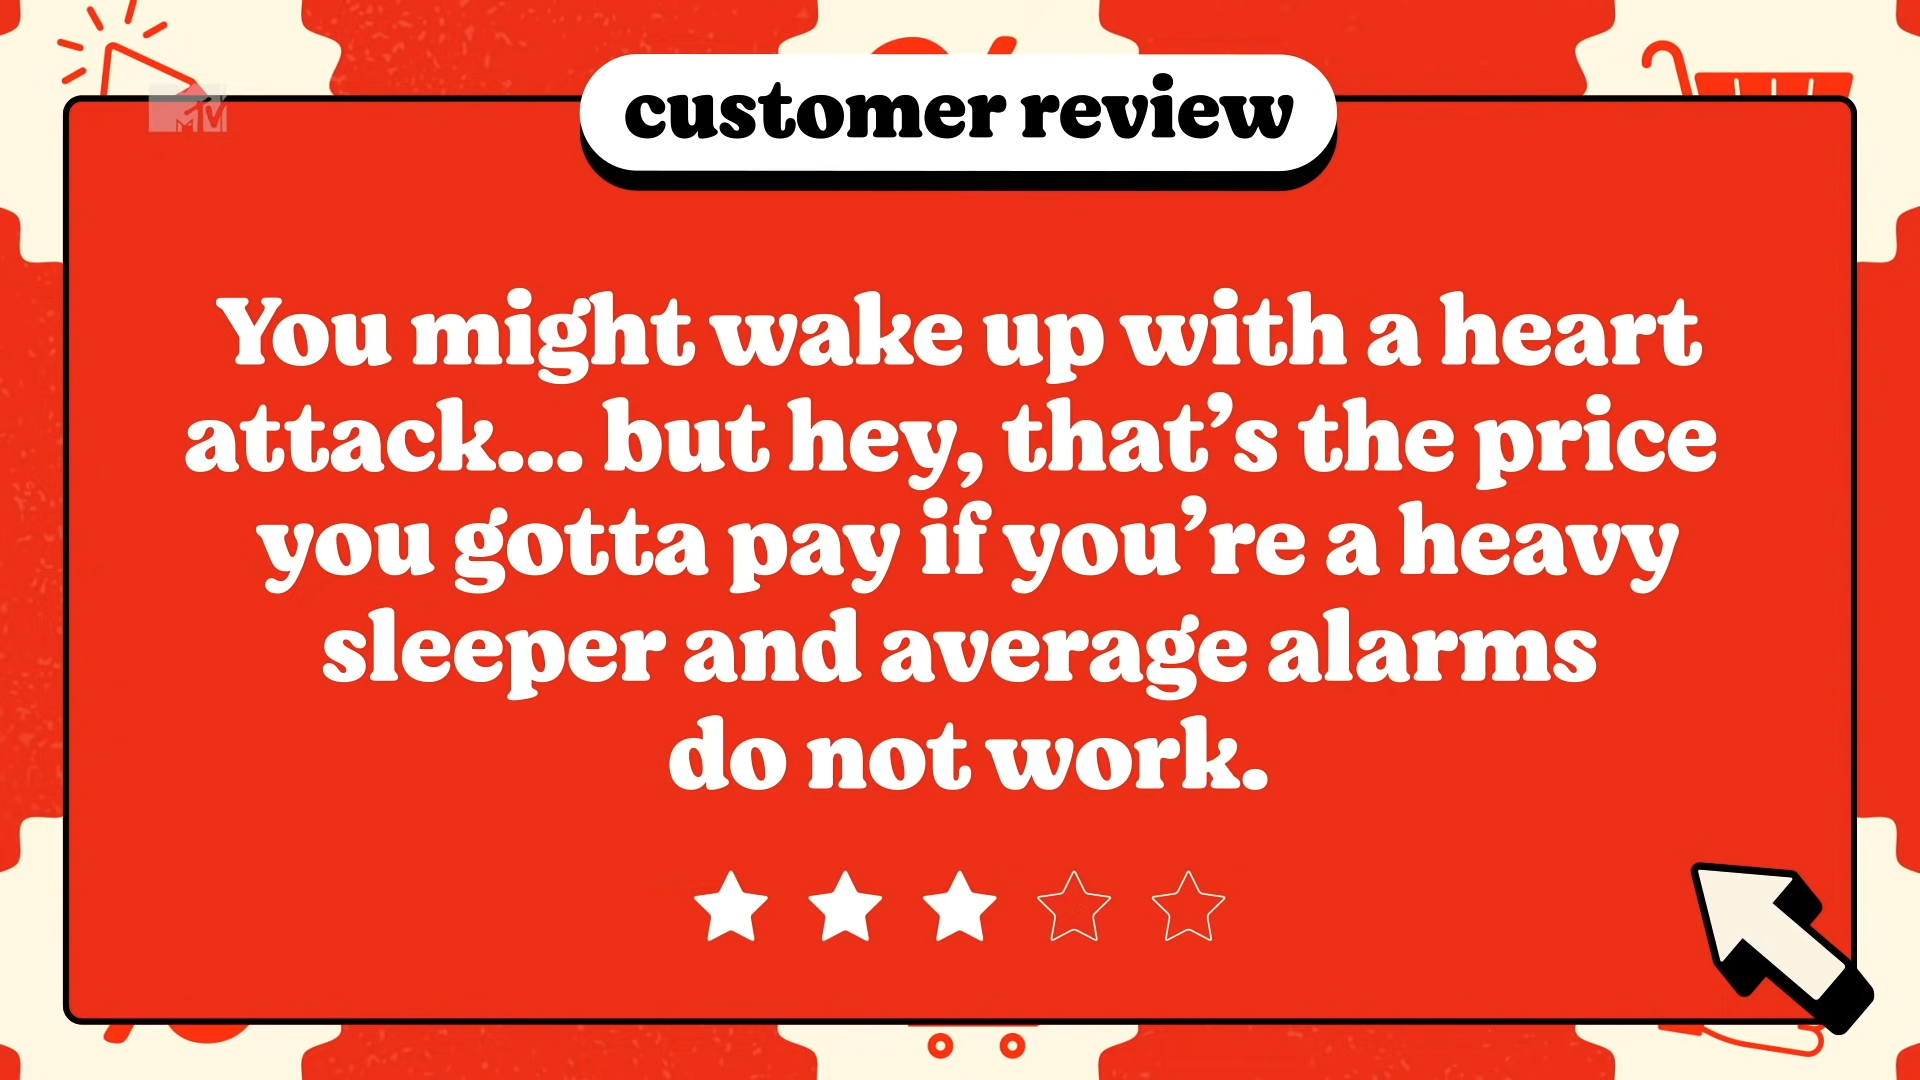 MTV
customer review
You might wake up with a heart
attack... but hey, that's the price
you gotta pay if you're a heavy
sleeper and average alarms
do not work.